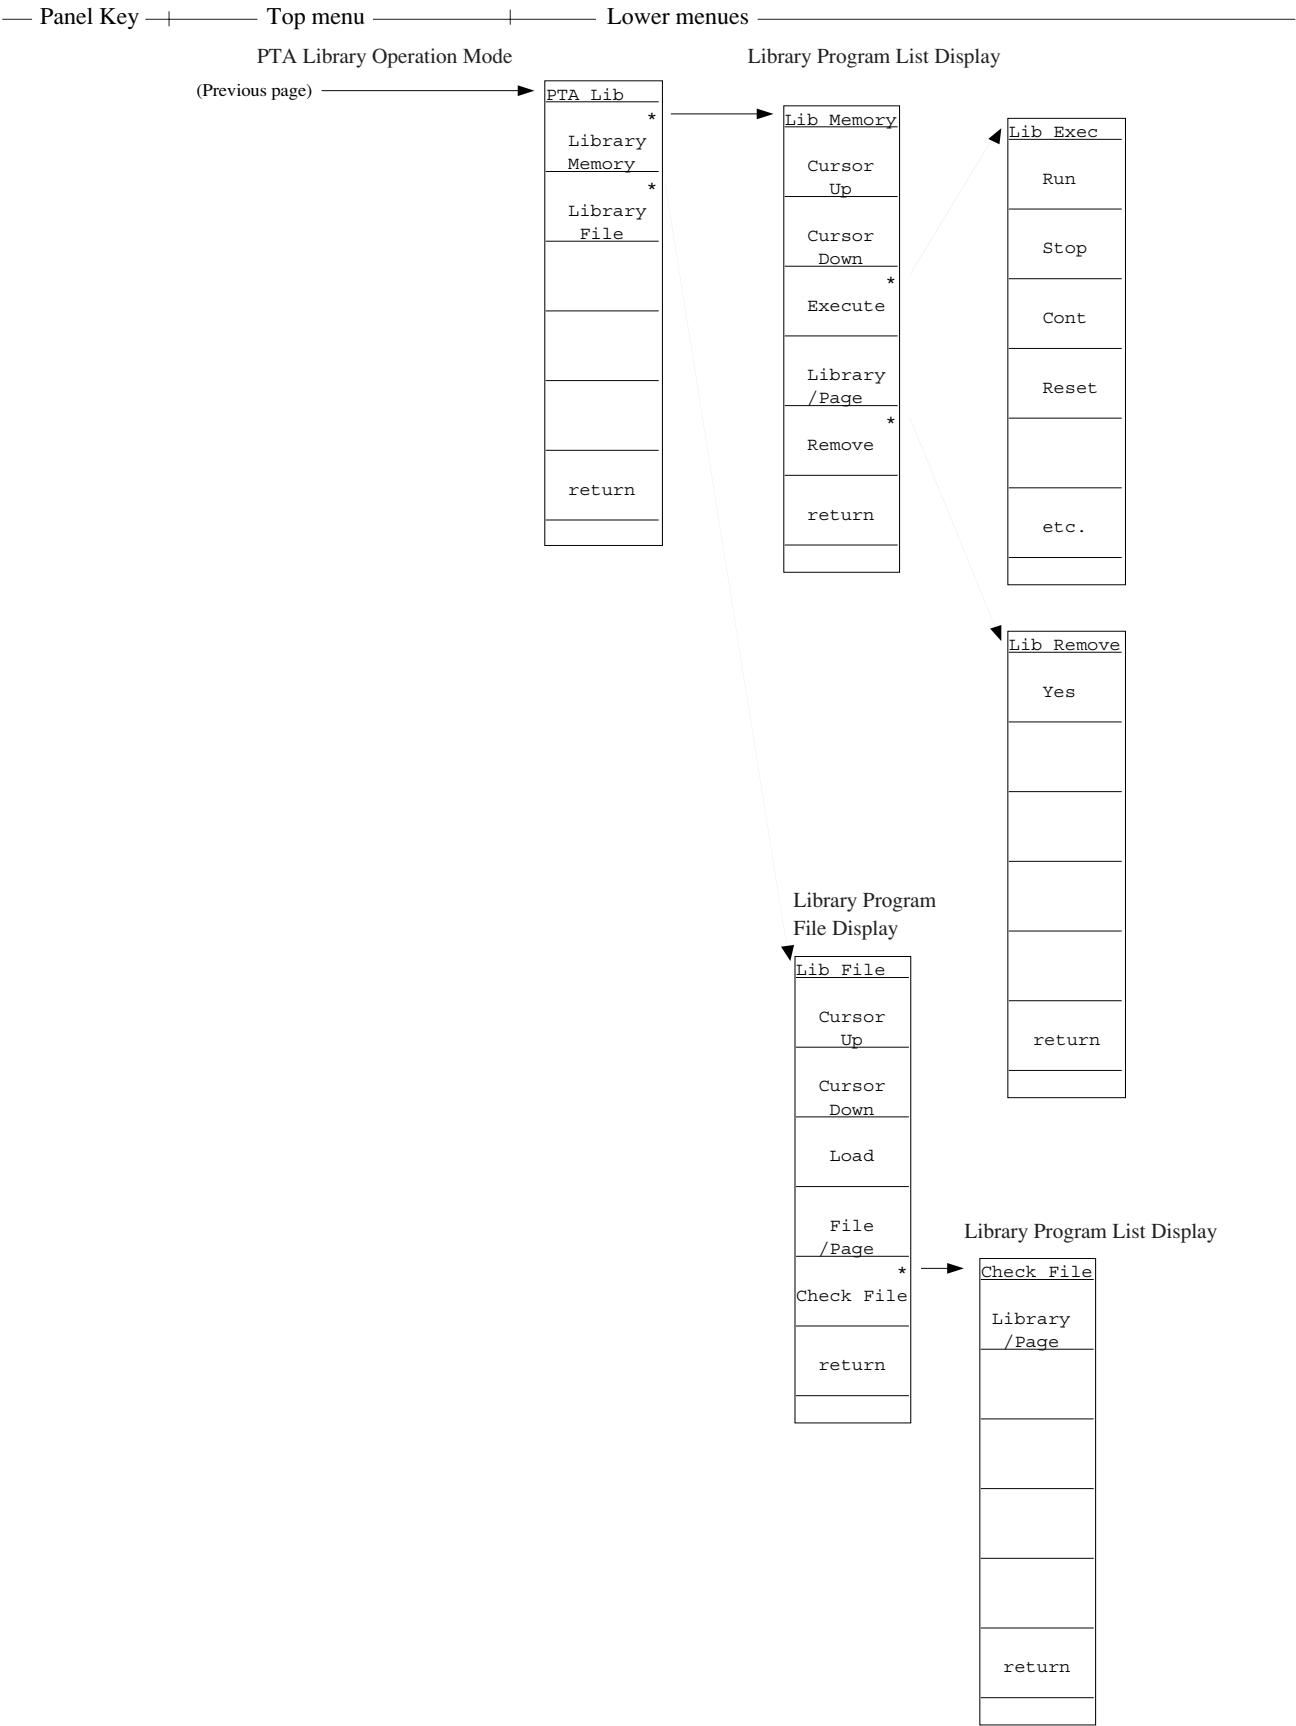 Panel Key Top menu Lower menues
PTA Library Operation Mode
Library Program List Display
(Previous page)
PTA Lib
*
Library
Memory
*
Library
File
return
Lib Memory
Cursor
Up
Cursor
Down
*
Execute
Library
/Page
*
Remove
return
Lib Exec
Run
Stop
Cont
Reset
etc.
Lib Remove
Yes
return
Library Program
File Display
Lib File
Cursor
Up
Cursor
Down
Load
File
/Page
*
Check File
return
Library Program List Display
Check File
Library
/Page
return